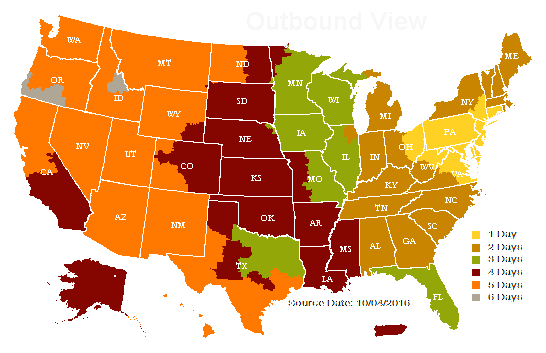 Outbound View
WA
ME
MT
ND
OR
MN
ID
SD
WI
NY
MI
WY
IA
PA
NE
NV
OH
IL
IN
UT
CO
WV
VA
CA
KS
MO
KY
NC
TN
OK
AZ
NM
AR
SC
MS
AL
GA
TX
LA
FL
1 Day
2 Days
3 Days
4 Days
5 Days
6 Days
Source Date: 10/04/2016